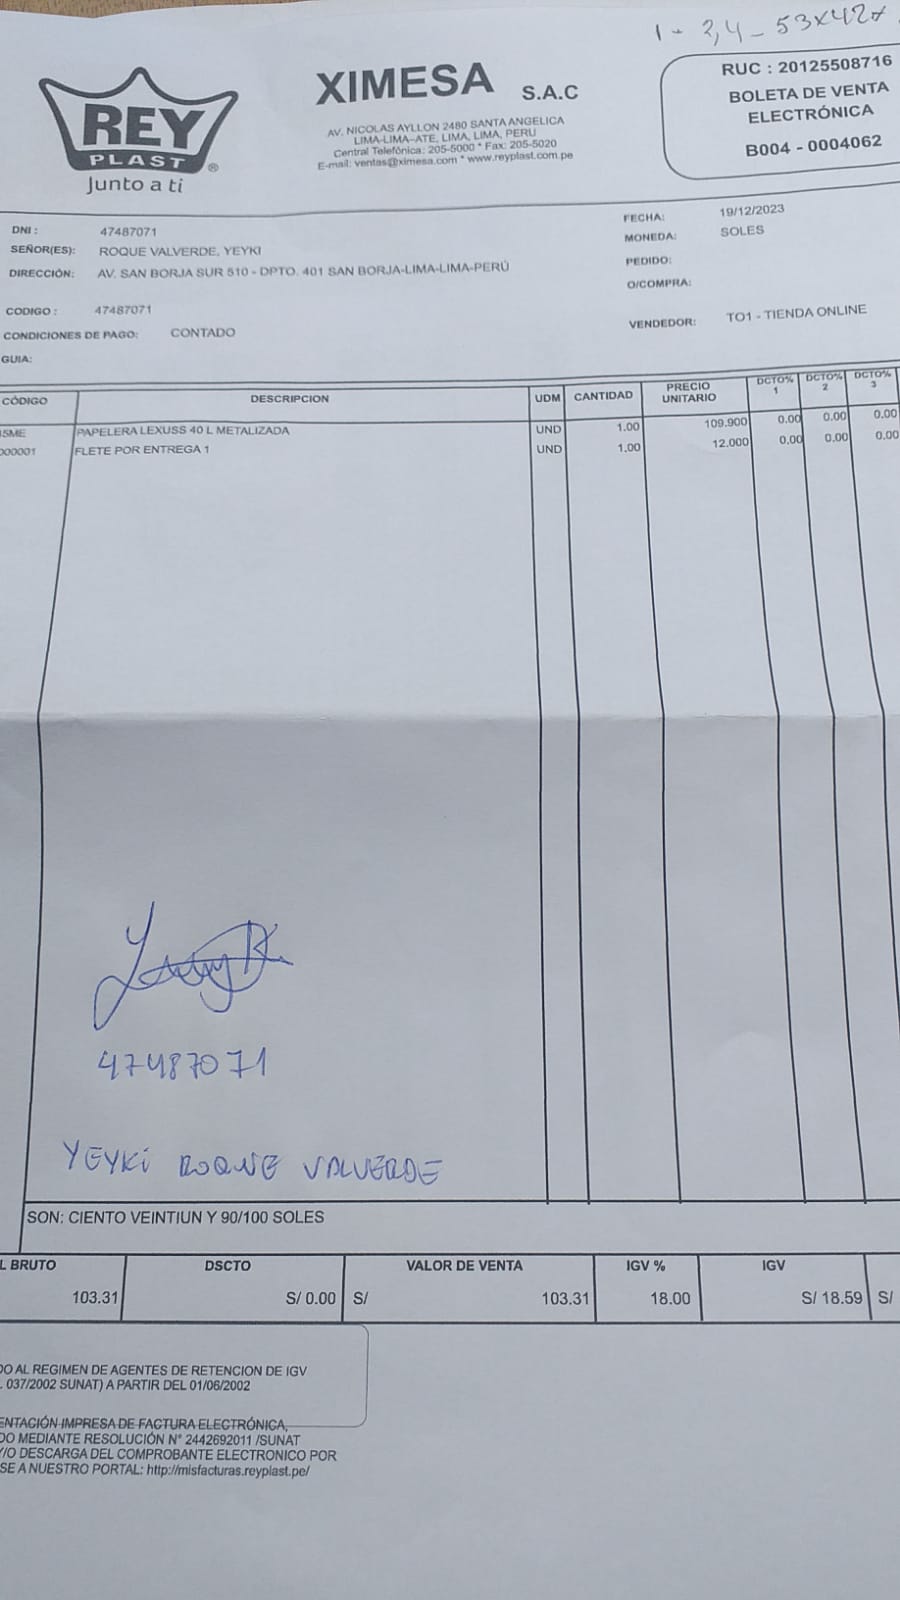 1 - 3,4 - 53x42x
REY
PLAST ®
Junto a ti
XIMESA S.A.C
AV. NICOLAS AYLLON 2480 SANTA ANGELICA
LIMA-LIMA-ATE, LIMA, LIMA, PERU
Central Telefónica: 205-5000 * Fax: 205-5020
E-mail: ventas@ximesa.com * www.reyplast.com.pe
RUC : 20125508716
BOLETA DE VENTA
ELECTRÓNICA
B004 - 0004062
DNI : 47487071
SEÑOR(ES): ROQUE VALVERDE, YEYKI
DIRECCIÓN: AV. SAN BORJA SUR 510 - DPTO. 401 SAN BORJA-LIMA-LIMA-PERÚ
CODIGO : 47487071
CONDICIONES DE PAGO: CONTADO
GUIA:
FECHA: 19/12/2023
MONEDA: SOLES
PEDIDO:
O/COMPRA:
VENDEDOR: TO1 - TIENDA ONLINE
CÓDIGO DESCRIPCION UDM CANTIDAD PRECIO UNITARIO DCTO% 1 DCTO% 2 DCTO% 3
5ME PAPELERA LEXUSS 40 L METALIZADA UND 1.00 109.900 0.00 0.00 0.00
000001 FLETE POR ENTREGA 1 UND 1.00 12.000 0.00 0.00 0.00
47487071
YEYKI ROQUE VALVERDE
SON: CIENTO VEINTIUN Y 90/100 SOLES
L BRUTO DSCTO VALOR DE VENTA IGV % IGV
103.31 S/ 0.00 S/ 103.31 18.00 S/ 18.59 S/
DO AL REGIMEN DE AGENTES DE RETENCION DE IGV
. 037/2002 SUNAT) A PARTIR DEL 01/06/2002
ENTACIÓN IMPRESA DE FACTURA ELECTRÓNICA,
DO MEDIANTE RESOLUCIÓN N° 2442692011 /SUNAT
Y/O DESCARGA DEL COMPROBANTE ELECTRONICO POR
SE A NUESTRO PORTAL: http://misfacturas.reyplast.pe/